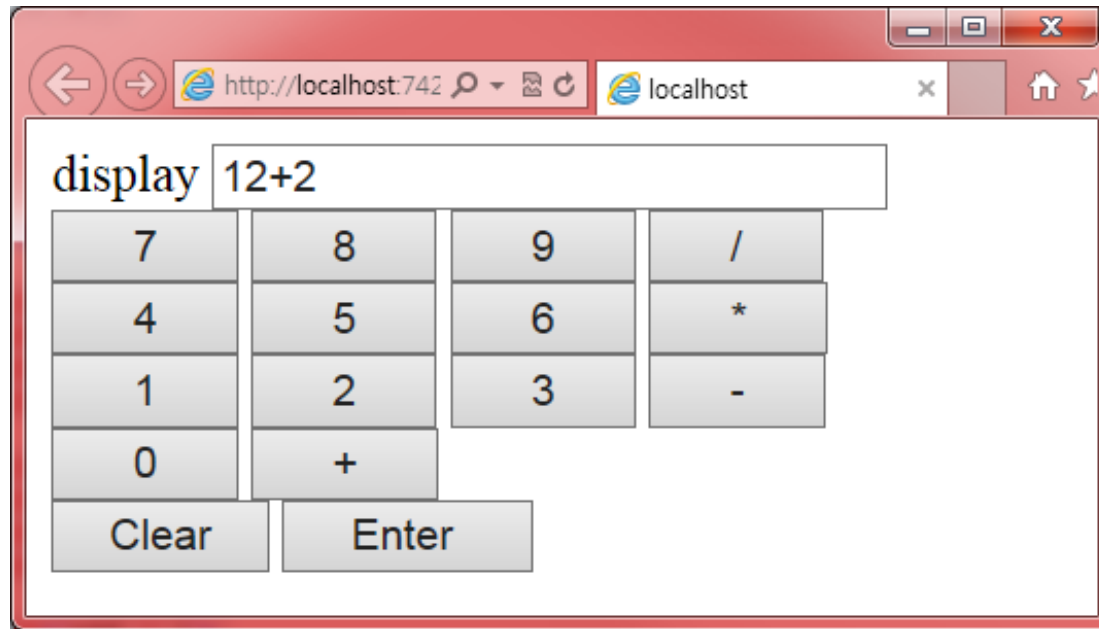 http://localhost:742 localhost
display 12+2
7 8 9 /
4 5 6 *
1 2 3 -
0 +
Clear Enter